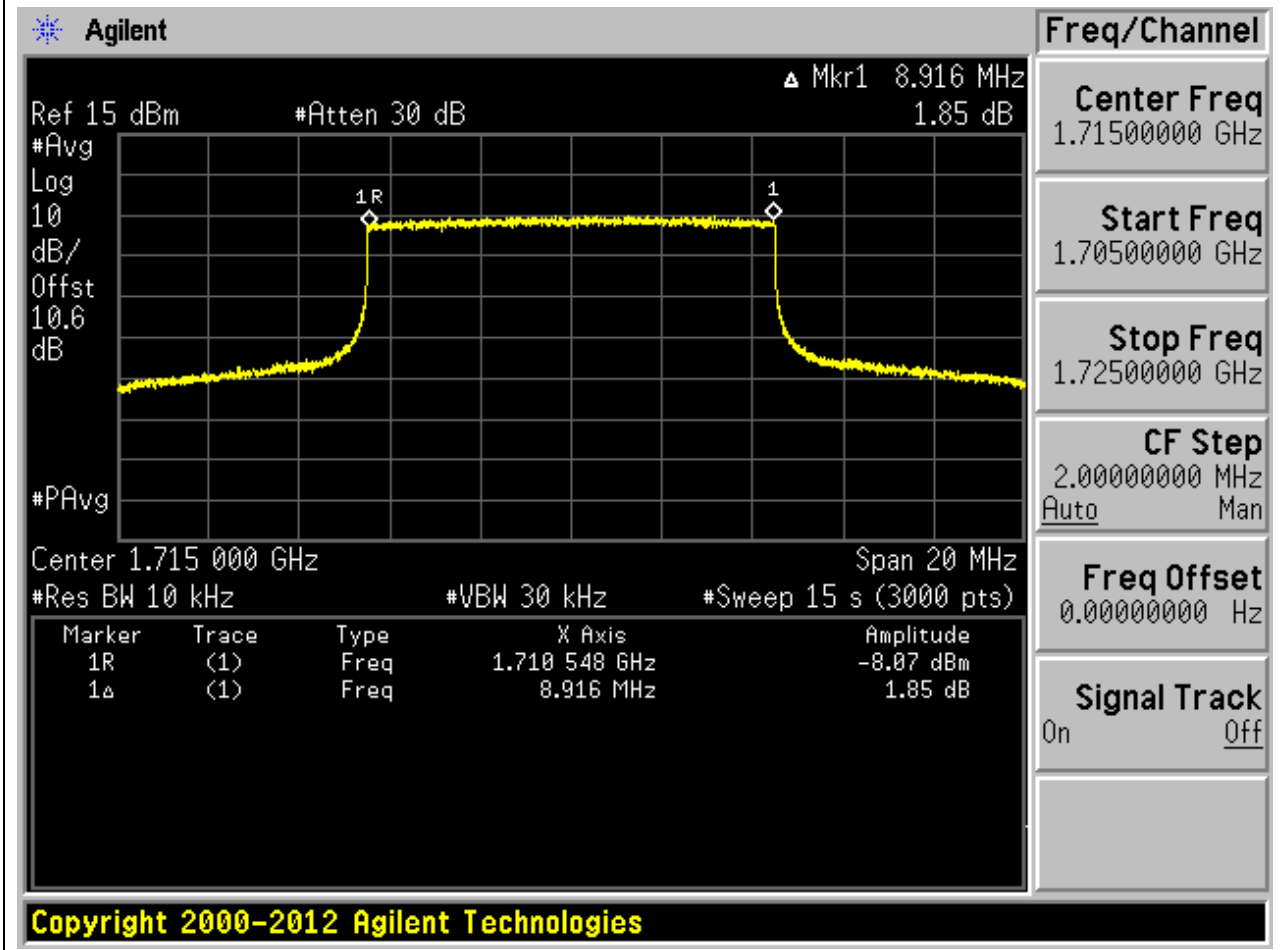 Agilent
Freq/Channel
Δ Mkr1 8.916 MHz
Ref 15 dBm #Atten 30 dB 1.85 dB
#Avg
Log
10
dB/
Offst
10.6
dB
1R
1
#PAvg
Center 1.715 000 GHz Span 20 MHz
#Res BW 10 kHz #VBW 30 kHz #Sweep 15 s (3000 pts)
Marker Trace Type X Axis Amplitude
1R (1) Freq 1.710 548 GHz -8.07 dBm
1Δ (1) Freq 8.916 MHz 1.85 dB
Center Freq
1.71500000 GHz
Start Freq
1.70500000 GHz
Stop Freq
1.72500000 GHz
CF Step
2.00000000 MHz
Auto Man
Freq Offset
0.00000000 Hz
Signal Track
On Off
Copyright 2000-2012 Agilent Technologies